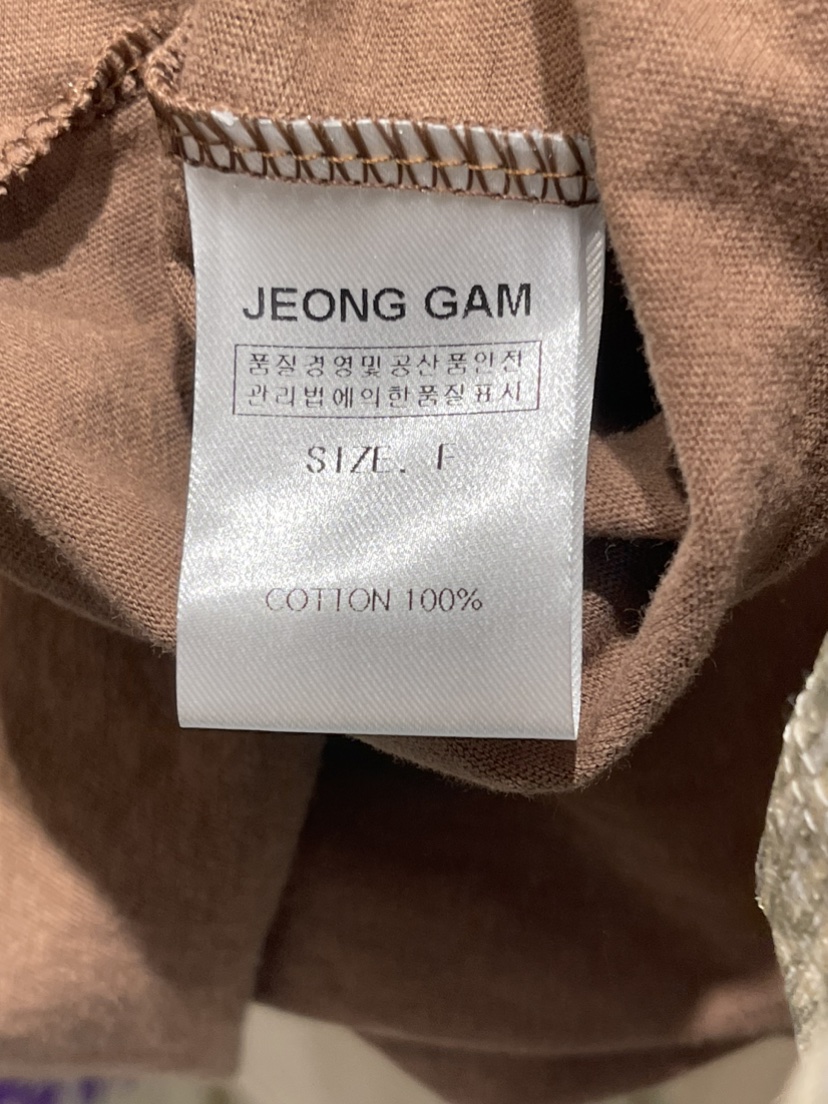 JEONG GAM
품질경영및공산품안전
관리법에의한품질표시
SIZE. F
COTTON 100%